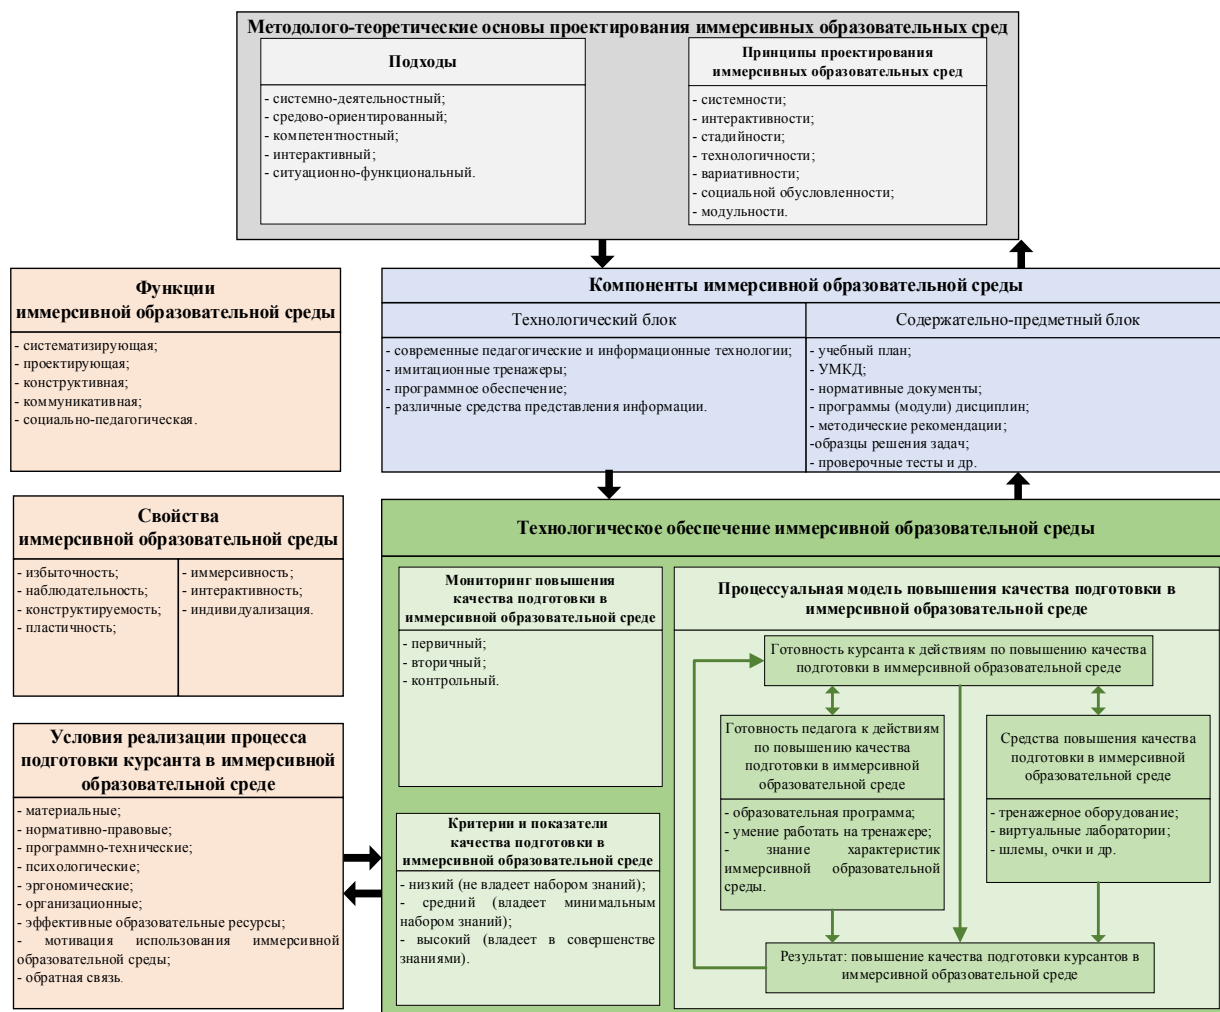 Методолого-теоретические основы проектирования иммерсивных образовательных сред
Подходы
- системно-деятельностный;
- средово-ориентированный;
- компетентностный;
- интерактивный;
- ситуационно-функциональный.
Принципы проектирования
иммерсивных образовательных сред
- системности;
- интерактивности;
- стадийности;
- технологичности;
- вариативности;
- социальной обусловленности;
- модульности.
Функции
иммерсивной образовательной среды
- систематизирующая;
- проектирующая;
- конструктивная;
- коммуникативная;
- социально-педагогическая.
Компоненты иммерсивной образовательной среды
Технологический блок
- современные педагогические и информационные технологии;
- имитационные тренажеры;
- программное обеспечение;
- различные средства представления информации.
Содержательно-предметный блок
- учебный план;
- УМКД;
- нормативные документы;
- программы (модули) дисциплин;
- методические рекомендации;
-образцы решения задач;
- проверочные тесты и др.
Свойства
иммерсивной образовательной среды
- избыточность;
- наблюдательность;
- конструктируемость;
- пластичность;
- иммерсивность;
- интерактивность;
- индивидуализация.
Условия реализации процесса
подготовки курсанта в иммерсивной
образовательной среде
- материальные;
- нормативно-правовые;
- программно-технические;
- психологические;
- эргономические;
- организационные;
- эффективные образовательные ресурсы;
- мотивация использования иммерсивной
образовательной среды;
- обратная связь.
Технологическое обеспечение иммерсивной образовательной среды
Мониторинг повышения
качества подготовки в
иммерсивной образовательной среде
- первичный;
- вторичный;
- контрольный.
Критерии и показатели
качества подготовки в
иммерсивной образовательной среде
- низкий (не владеет набором знаний);
- средний (владеет минимальным
набором знаний);
- высокий (владеет в совершенстве
знаниями).
Процессуальная модель повышения качества подготовки в
иммерсивной образовательной среде
Готовность курсанта к действиям по повышению качества
подготовки в иммерсивной образовательной среде
Готовность педагога к действиям
по повышению качества
подготовки в иммерсивной
образовательной среде
- образовательная программа;
- умение работать на тренажере;
- знание характеристик
иммерсивной образовательной
среды.
Средства повышения качества
подготовки в иммерсивной
образовательной среде
- тренажерное оборудование;
- виртуальные лаборатории;
- шлемы, очки и др.
Результат: повышение качества подготовки курсантов в
иммерсивной образовательной среде